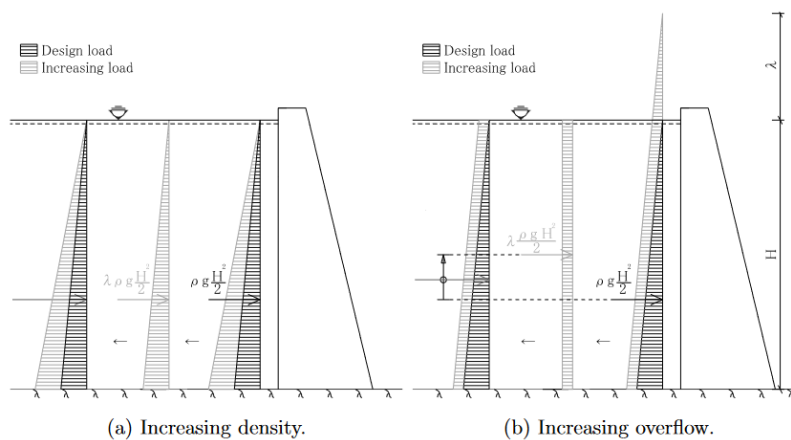 Design load
Increasing load
λ ρ g H²/2
ρ g H²/2
(a) Increasing density.
Design load
Increasing load
λ
λ ρ g H²/2
ρ g H²/2
H
(b) Increasing overflow.